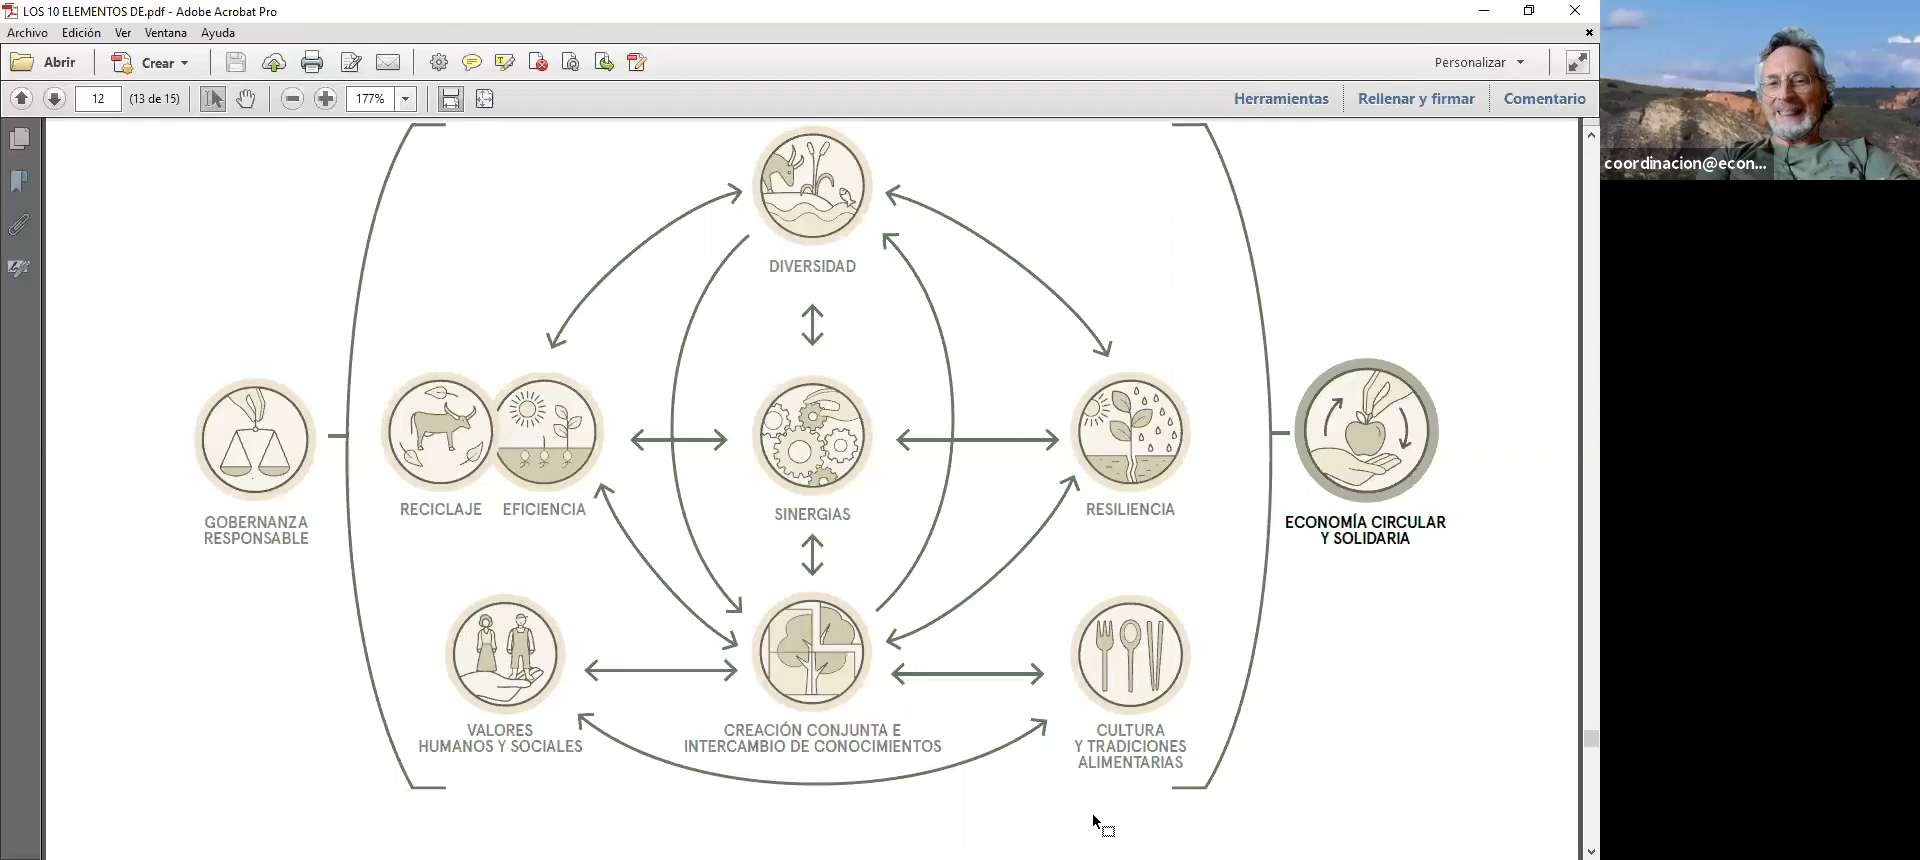 LOS 10 ELEMENTOS DE.pdf - Adobe Acrobat Pro
Archivo Edición Ver Ventana Ayuda
Abrir Crear Personalizar
12 (13 de 15) 177% Herramientas Rellenar y firmar Comentario
coordinacion@econ...
DIVERSIDAD
GOBERNANZA
RESPONSABLE
RECICLAJE
EFICIENCIA
SINERGIAS
RESILIENCIA
ECONOMÍA CIRCULAR
Y SOLIDARIA
VALORES
HUMANOS Y SOCIALES
CREACIÓN CONJUNTA E
INTERCAMBIO DE CONOCIMIENTOS
CULTURA
Y TRADICIONES
ALIMENTARIAS